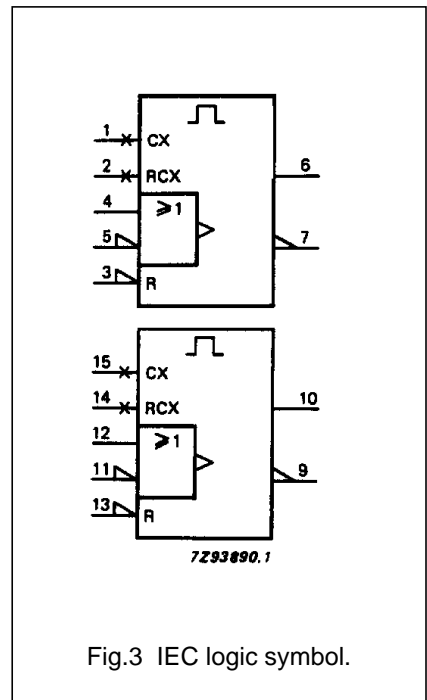 1 CX
2 RCX 6
4 ⩾1
5 7
3 R
15 CX
14 RCX 10
12 ⩾1
11 9
13 R
7Z93890.1
Fig.3 IEC logic symbol.